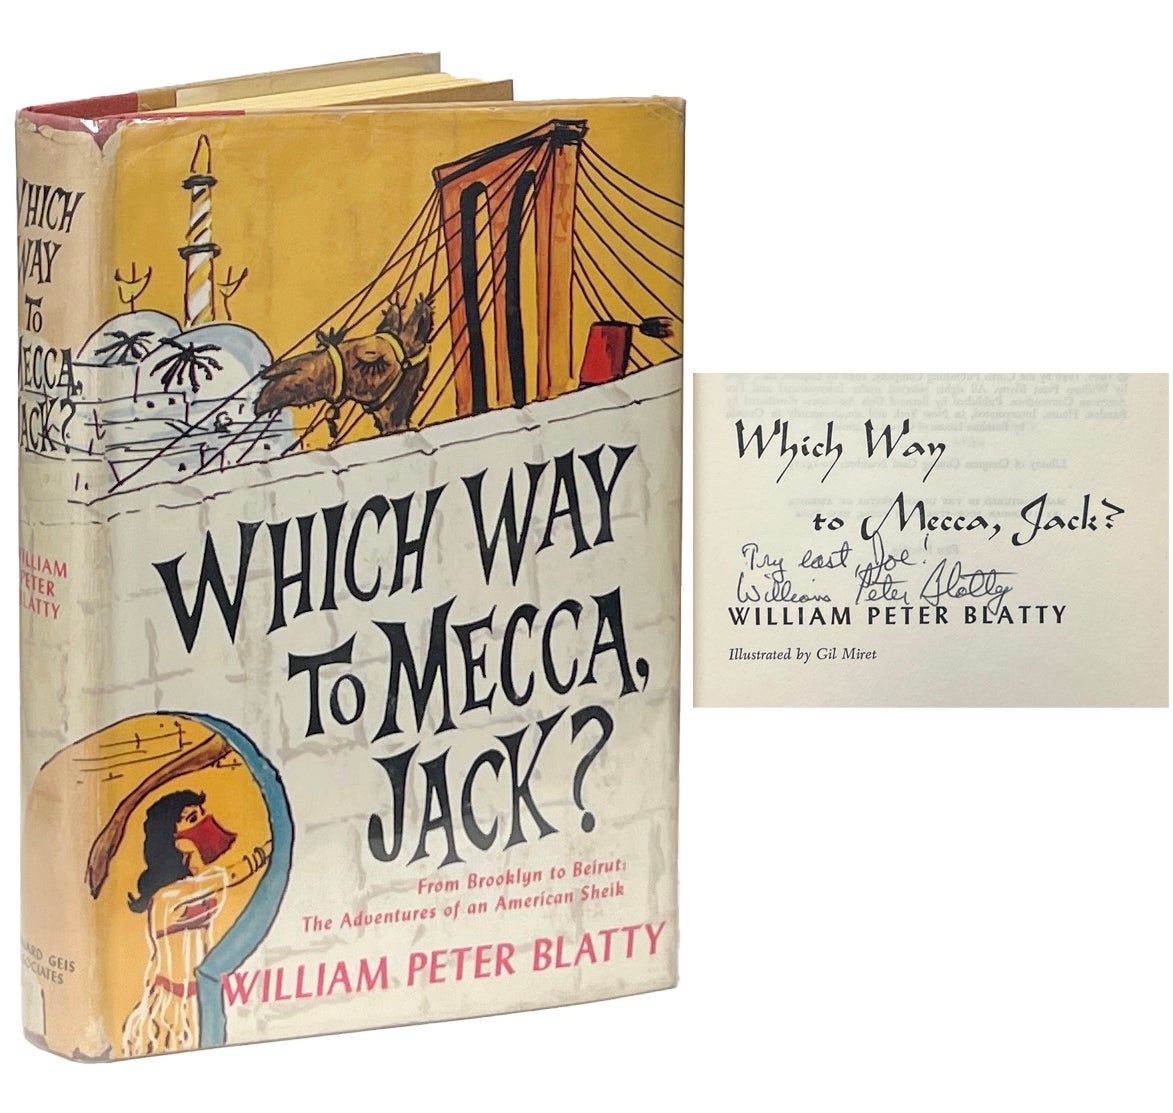 WHICH
WAY
TO
MECCA,
JACK?
WILLIAM
PETER
BLATTY
GEIS
WHICH WAY
TO MECCA,
JACK?
From Brooklyn to Beirut:
The Adventures of an American Sheik
WILLIAM PETER BLATTY
Which Way
to Mecca, Jack?
Try east, Joe!
William Peter Blatty
WILLIAM PETER BLATTY
Illustrated by Gil Miret